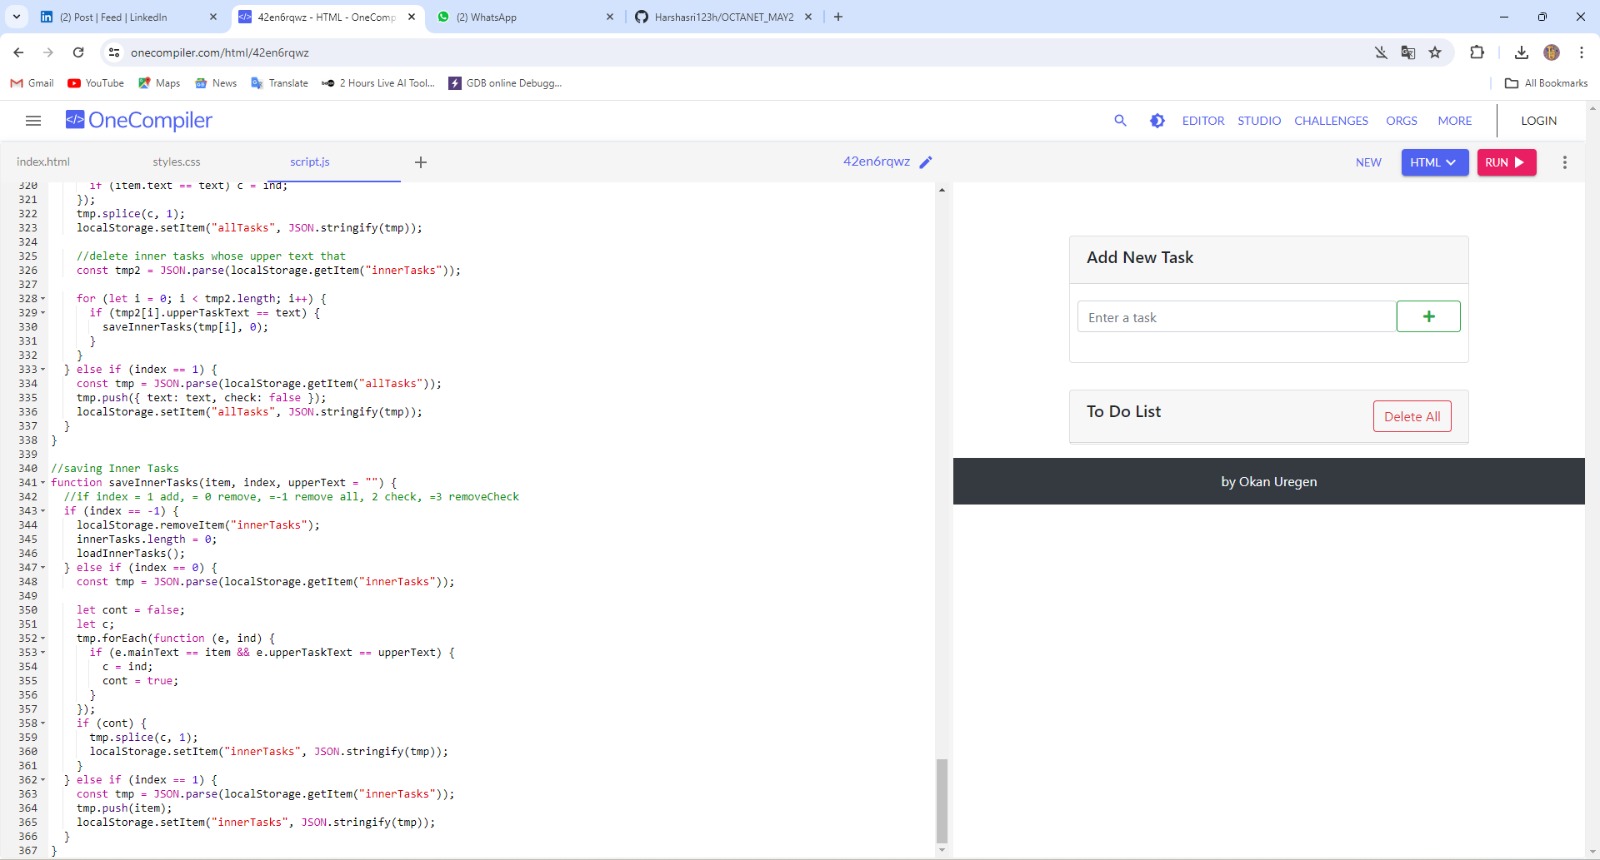 (2) Post | Feed | LinkedIn
42en6rqwz - HTML - OneComp
(2) WhatsApp
Harshasri123h/OCTANET_MAY2
onecompiler.com/html/42en6rqwz
Gmail
YouTube
Maps
News
Translate
2 Hours Live AI Tool...
GDB online Debugg...
All Bookmarks
</> OneCompiler
EDITOR
STUDIO
CHALLENGES
ORGS
MORE
LOGIN
index.html
styles.css
script.js
42en6rqwz
NEW
HTML
RUN
320 if (item.text == text) c = ind;
321 });
322 tmp.splice(c, 1);
323 localStorage.setItem("allTasks", JSON.stringify(tmp));
324
325 //delete inner tasks whose upper text that
326 const tmp2 = JSON.parse(localStorage.getItem("innerTasks"));
327
328 for (let i = 0; i < tmp2.length; i++) {
329 if (tmp2[i].upperTaskText == text) {
330 saveInnerTasks(tmp[i], 0);
331 }
332 }
333 } else if (index == 1) {
334 const tmp = JSON.parse(localStorage.getItem("allTasks"));
335 tmp.push({ text: text, check: false });
336 localStorage.setItem("allTasks", JSON.stringify(tmp));
337 }
338 }
339
340 //saving Inner Tasks
341 function saveInnerTasks(item, index, upperText = "") {
342 //if index = 1 add, = 0 remove, =-1 remove all, 2 check, =3 removeCheck
343 if (index == -1) {
344 localStorage.removeItem("innerTasks");
345 innerTasks.length = 0;
346 loadInnerTasks();
347 } else if (index == 0) {
348 const tmp = JSON.parse(localStorage.getItem("innerTasks"));
349
350 let cont = false;
351 let c;
352 tmp.forEach(function (e, ind) {
353 if (e.mainText == item && e.upperTaskText == upperText) {
354 c = ind;
355 cont = true;
356 }
357 });
358 if (cont) {
359 tmp.splice(c, 1);
360 localStorage.setItem("innerTasks", JSON.stringify(tmp));
361 }
362 } else if (index == 1) {
363 const tmp = JSON.parse(localStorage.getItem("innerTasks"));
364 tmp.push(item);
365 localStorage.setItem("innerTasks", JSON.stringify(tmp));
366 }
367 }
Add New Task
Enter a task
+
To Do List
Delete All
by Okan Uregen